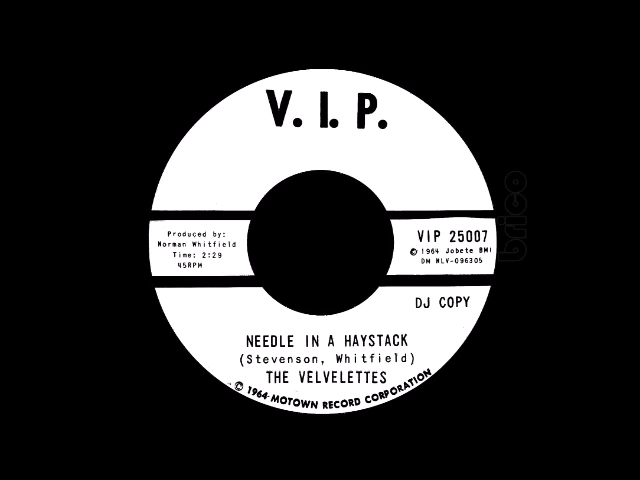 V. I. P.
Produced by:
Norman Whitfield
Time: 2:29
45RPM
VIP 25007
© 1964 Jobete BMI
DM MLV-096305
DJ COPY
NEEDLE IN A HAYSTACK
(Stevenson, Whitfield)
THE VELVELETTES
© 1964 MOTOWN RECORD CORPORATION
brico